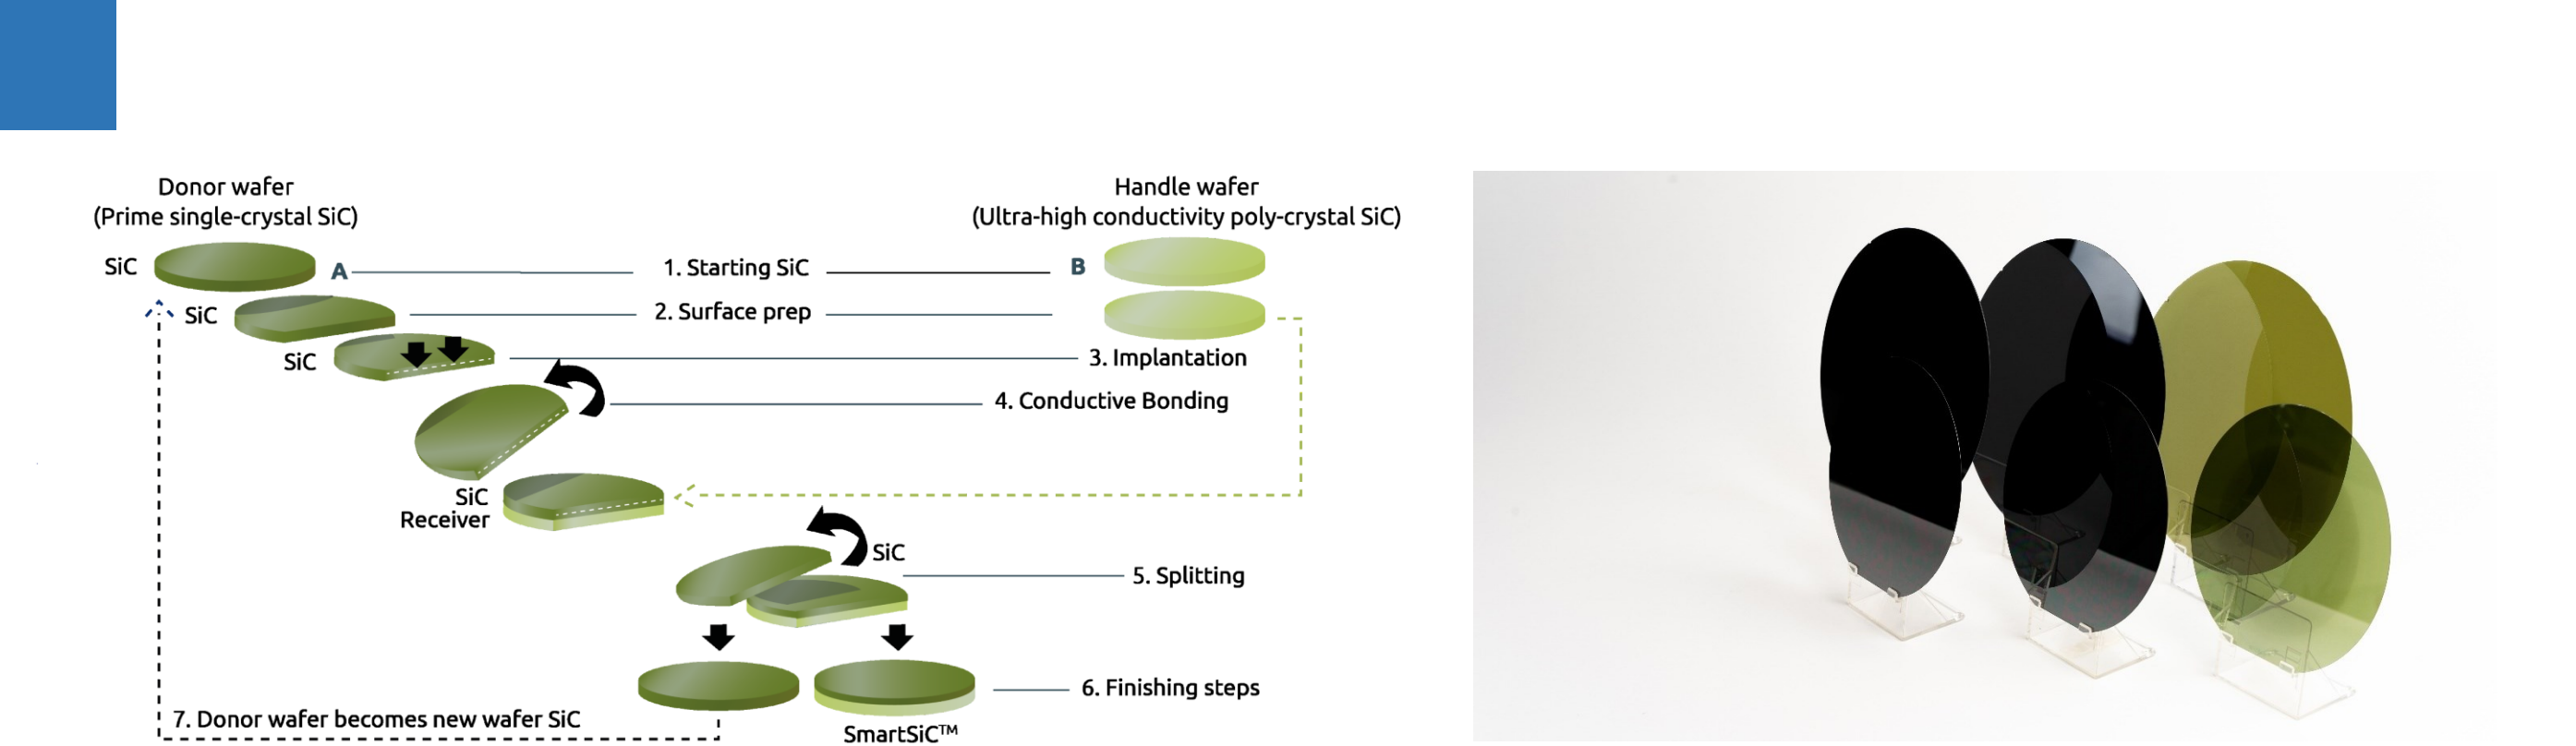 Donor wafer
(Prime single-crystal SiC)
Handle wafer
(Ultra-high conductivity poly-crystal SiC)
SiC
A
1. Starting SiC
B
SiC
2. Surface prep
SiC
3. Implantation
4. Conductive Bonding
SiC
Receiver
SiC
5. Splitting
6. Finishing steps
7. Donor wafer becomes new wafer SiC
SmartSiC™